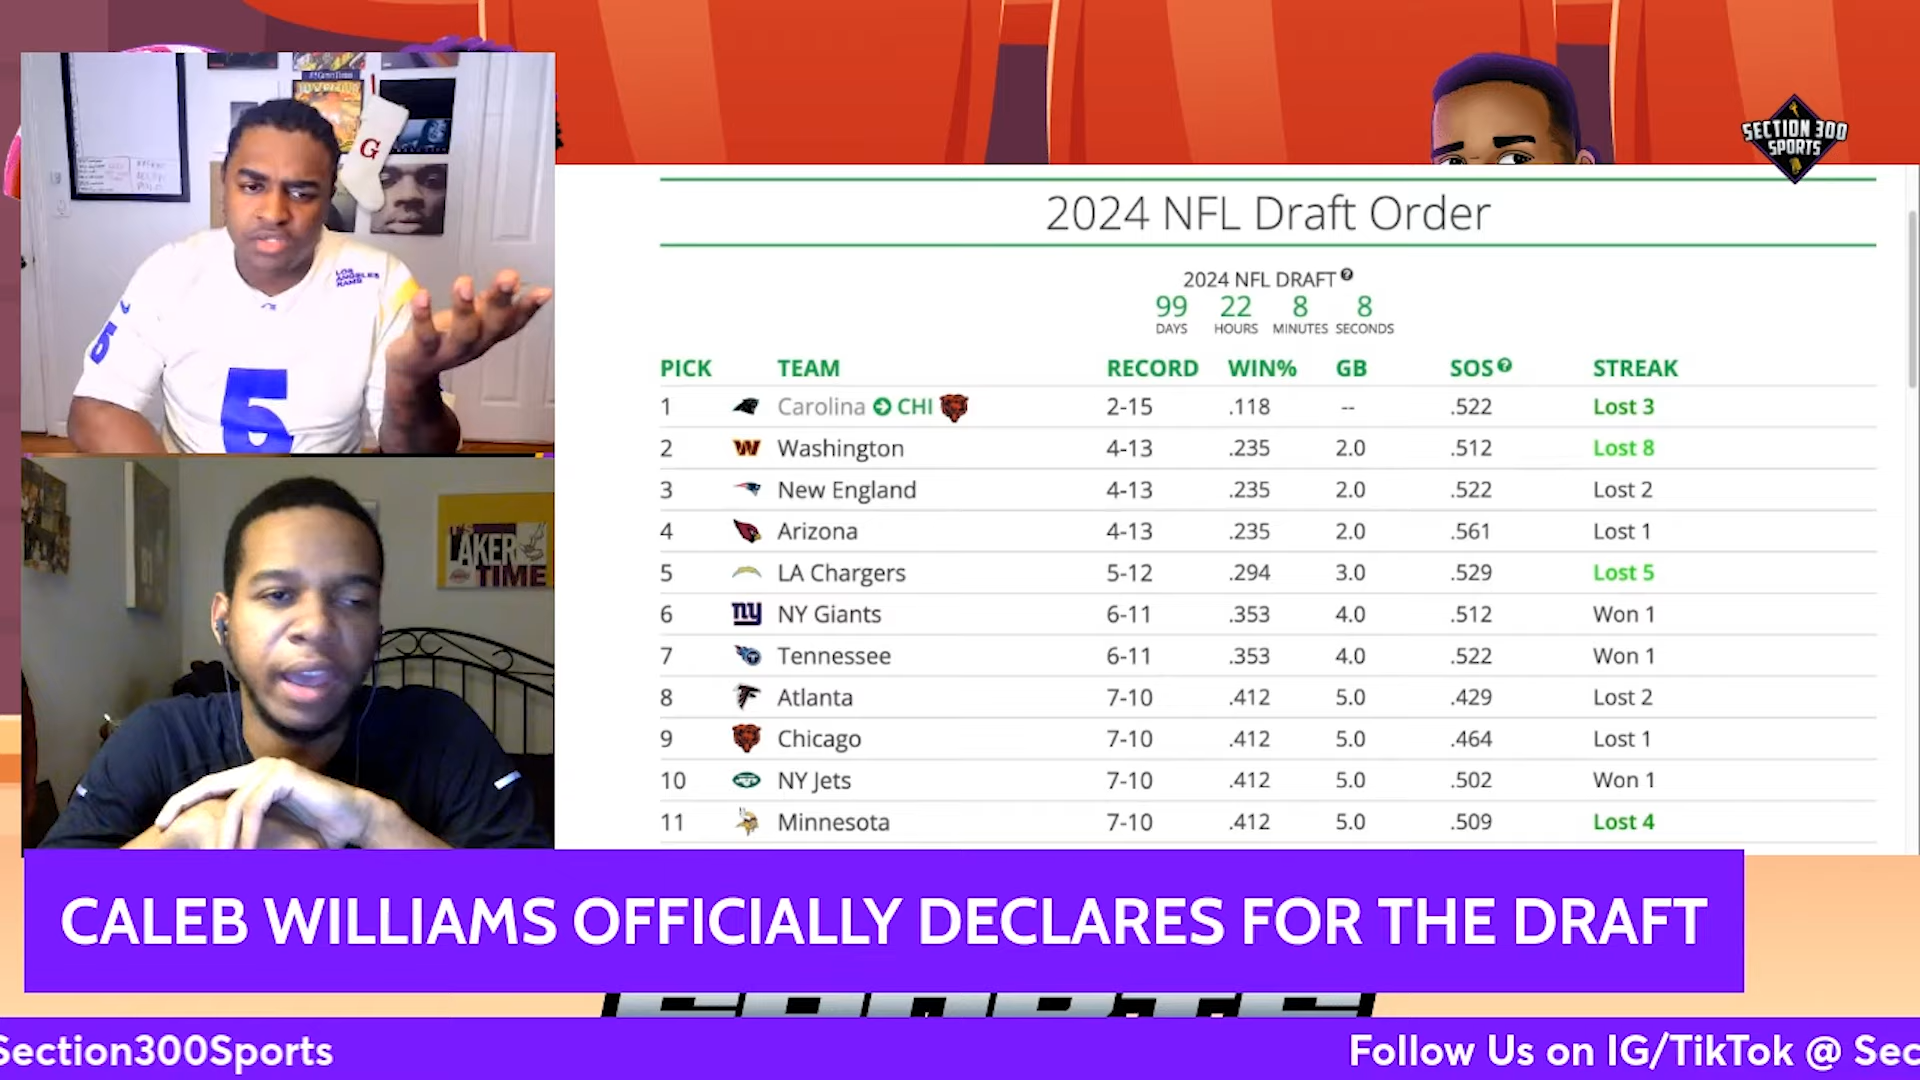 SECTION 300
SPORTS
G
LOS
ANGELES
RAMS
5
5
LAKER
TIME
2024 NFL Draft Order
2024 NFL DRAFT ?
99 22 8 8
DAYS HOURS MINUTES SECONDS
PICK TEAM RECORD WIN% GB SOS ? STREAK
1 Carolina CHI 2-15 .118 -- .522 Lost 3
2 W Washington 4-13 .235 2.0 .512 Lost 8
3 New England 4-13 .235 2.0 .522 Lost 2
4 Arizona 4-13 .235 2.0 .561 Lost 1
5 LA Chargers 5-12 .294 3.0 .529 Lost 5
6 ny NY Giants 6-11 .353 4.0 .512 Won 1
7 Tennessee 6-11 .353 4.0 .522 Won 1
8 Atlanta 7-10 .412 5.0 .429 Lost 2
9 Chicago 7-10 .412 5.0 .464 Lost 1
10 NY Jets 7-10 .412 5.0 .502 Won 1
11 Minnesota 7-10 .412 5.0 .509 Lost 4
CALEB WILLIAMS OFFICIALLY DECLARES FOR THE DRAFT
Section300Sports Follow Us on IG/TikTok @ Sec